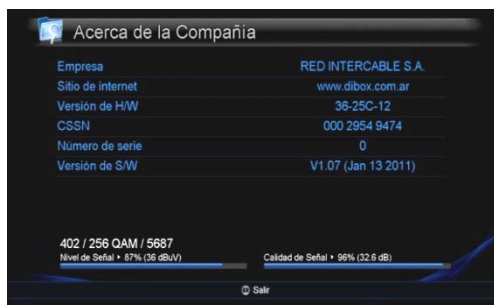 Acerca de la Compañía
Empresa RED INTERCABLE S.A.
Sitio de internet www.dibox.com.ar
Versión de H/W 36-25C-12
CSSN 000 2954 9474
Número de serie 0
Versión de S/W V1.07 (Jan 13 2011)
402 / 256 QAM / 5687
Nivel de Señal ‣ 87% (36 dBuV) Calidad de Señal ‣ 96% (32.6 dB)
Salir